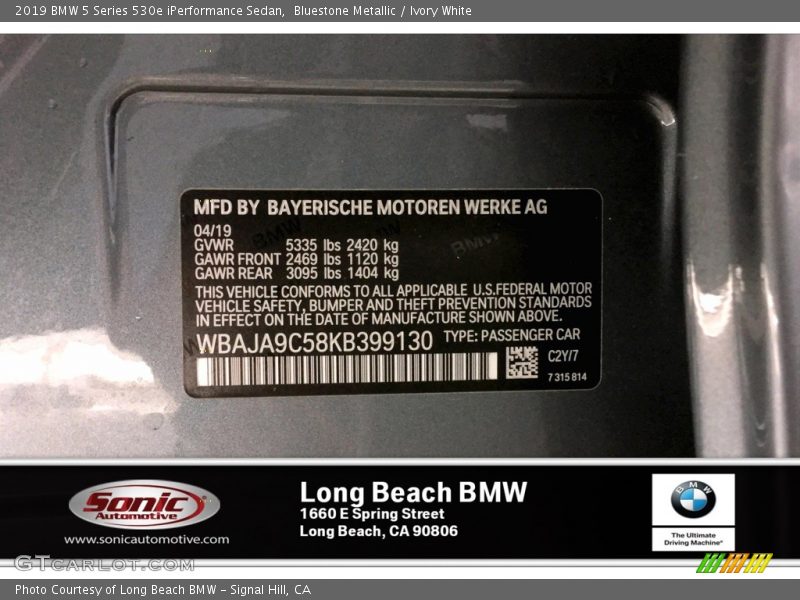 2019 BMW 5 Series 530e iPerformance Sedan, Bluestone Metallic / Ivory White
MFD BY BAYERISCHE MOTOREN WERKE AG
04/19
GVWR 5335 lbs 2420 kg
GAWR FRONT 2469 lbs 1120 kg
GAWR REAR 3095 lbs 1404 kg
THIS VEHICLE CONFORMS TO ALL APPLICABLE U.S.FEDERAL MOTOR
VEHICLE SAFETY, BUMPER AND THEFT PREVENTION STANDARDS
IN EFFECT ON THE DATE OF MANUFACTURE SHOWN ABOVE.
WBAJA9C58KB399130 TYPE: PASSENGER CAR
C2Y/7
7 315 814
Sonic
Automotive
www.sonicautomotive.com
Long Beach BMW
1660 E Spring Street
Long Beach, CA 90806
BMW
The Ultimate
Driving Machine®
GTcarlot.com
Photo Courtesy of Long Beach BMW - Signal Hill, CA